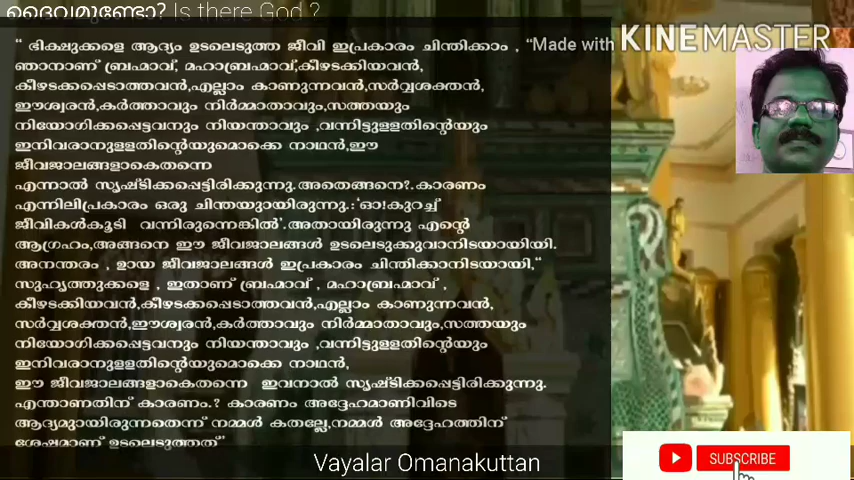 ദൈവമുണ്ടോ? Is there God ?
“ ഭിക്ഷുക്കളെ ആദ്യം ഉടലെടുത്ത ജീവി ഇപ്രകാരം ചിന്തിക്കാം , “
Made with KINEMASTER
ഞാനാണ് ബ്രഹ്മാവ്, മഹാബ്രഹ്മാവ്,കീഴടക്കിയവൻ,
കീഴടക്കപ്പെടാത്തവൻ,എല്ലാം കാണുന്നവൻ,സർവ്വശക്തൻ,
ഈശ്വരൻ,കർത്താവും നിർമ്മാതാവും,സത്തയും
നിയോഗിക്കപ്പെട്ടവനും നിയന്താവും ,വന്നിട്ടുളളതിന്റെയും
ഇനിവരാനുളളതിന്റെയുമൊക്കെ നാഥൻ,ഈ
ജീവജാലങ്ങളാകെതന്നെ
എന്നാൽ സൃഷ്ടിക്കപ്പെട്ടിരിക്കുന്നു.അതെങ്ങനെ?.കാരണം
എന്നിലിപ്രകാരം ഒരു ചിന്തയുായിരുന്നു.:‘ഓ!കുറച്ച്
ജീവികൾകൂടി വന്നിരുന്നെങ്കിൽ’.അതായിരുന്നു എന്റെ
ആഗ്രഹം,അങ്ങനെ ഈ ജീവജാലങ്ങൾ ഉടലെടുക്കുവാനിടയായിയി.
അനന്തരം , ഉായ ജീവജാലങ്ങൾ ഇപ്രകാരം ചിന്തിക്കാനിടയായി,“
സുഹൃത്തുക്കളെ , ഇതാണ് ബ്രഹ്മാവ് , മഹാബ്രഹ്മാവ് ,
കീഴടക്കിയവൻ,കീഴടക്കപ്പെടാത്തവൻ,എല്ലാം കാണുന്നവൻ,
സർവ്വശക്തൻ,ഈശ്വരൻ,കർത്താവും നിർമ്മാതാവും,സത്തയും
നിയോഗിക്കപ്പെട്ടവനും നിയന്താവും ,വന്നിട്ടുളളതിന്റെയും
ഇനിവരാനുളളതിന്റെയുമൊക്കെ നാഥൻ,
ഈ ജീവജാലങ്ങളാകെതന്നെ ഇവനാൽ സൃഷ്ടിക്കപ്പെട്ടിരിക്കുന്നു.
എന്താണതിന് കാരണം.? കാരണം അദ്ദേഹമാണിവിടെ
ആദ്യമുായിരുന്നതെന്ന് നമ്മൾ കതല്ലേ,നമ്മൾ അദ്ദേഹത്തിന്
ശേഷമാണ് ഉടലെടുത്തത്”
Vayalar Omanakuttan
SUBSCRIBE